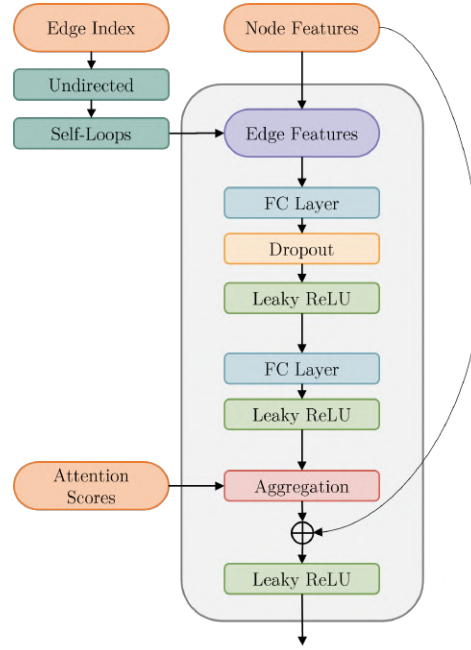 Edge Index
Node Features
Undirected
Self-Loops
Edge Features
FC Layer
Dropout
Leaky ReLU
FC Layer
Leaky ReLU
Attention
Scores
Aggregation
Leaky ReLU